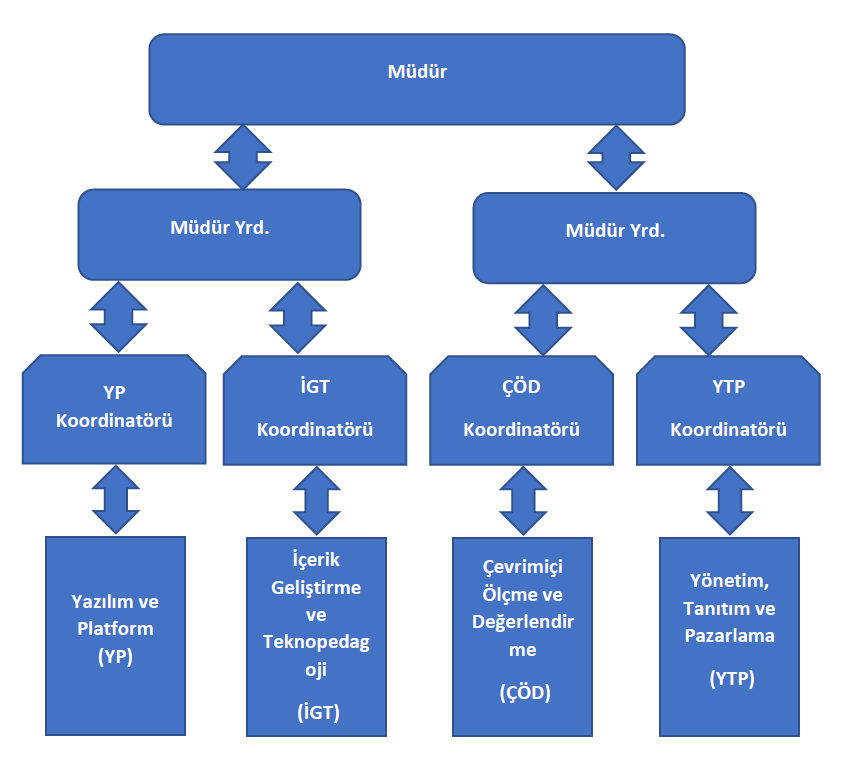 Müdür
Müdür Yrd.
Müdür Yrd.
YP
Koordinatörü
İGT
Koordinatörü
ÇÖD
Koordinatörü
YTP
Koordinatörü
Yazılım ve
Platform
(YP)
İçerik
Geliştirme
ve
Teknopedag
oji
(İGT)
Çevrimiçi
Ölçme ve
Değerlendir
me
(ÇÖD)
Yönetim,
Tanıtım ve
Pazarlama
(YTP)